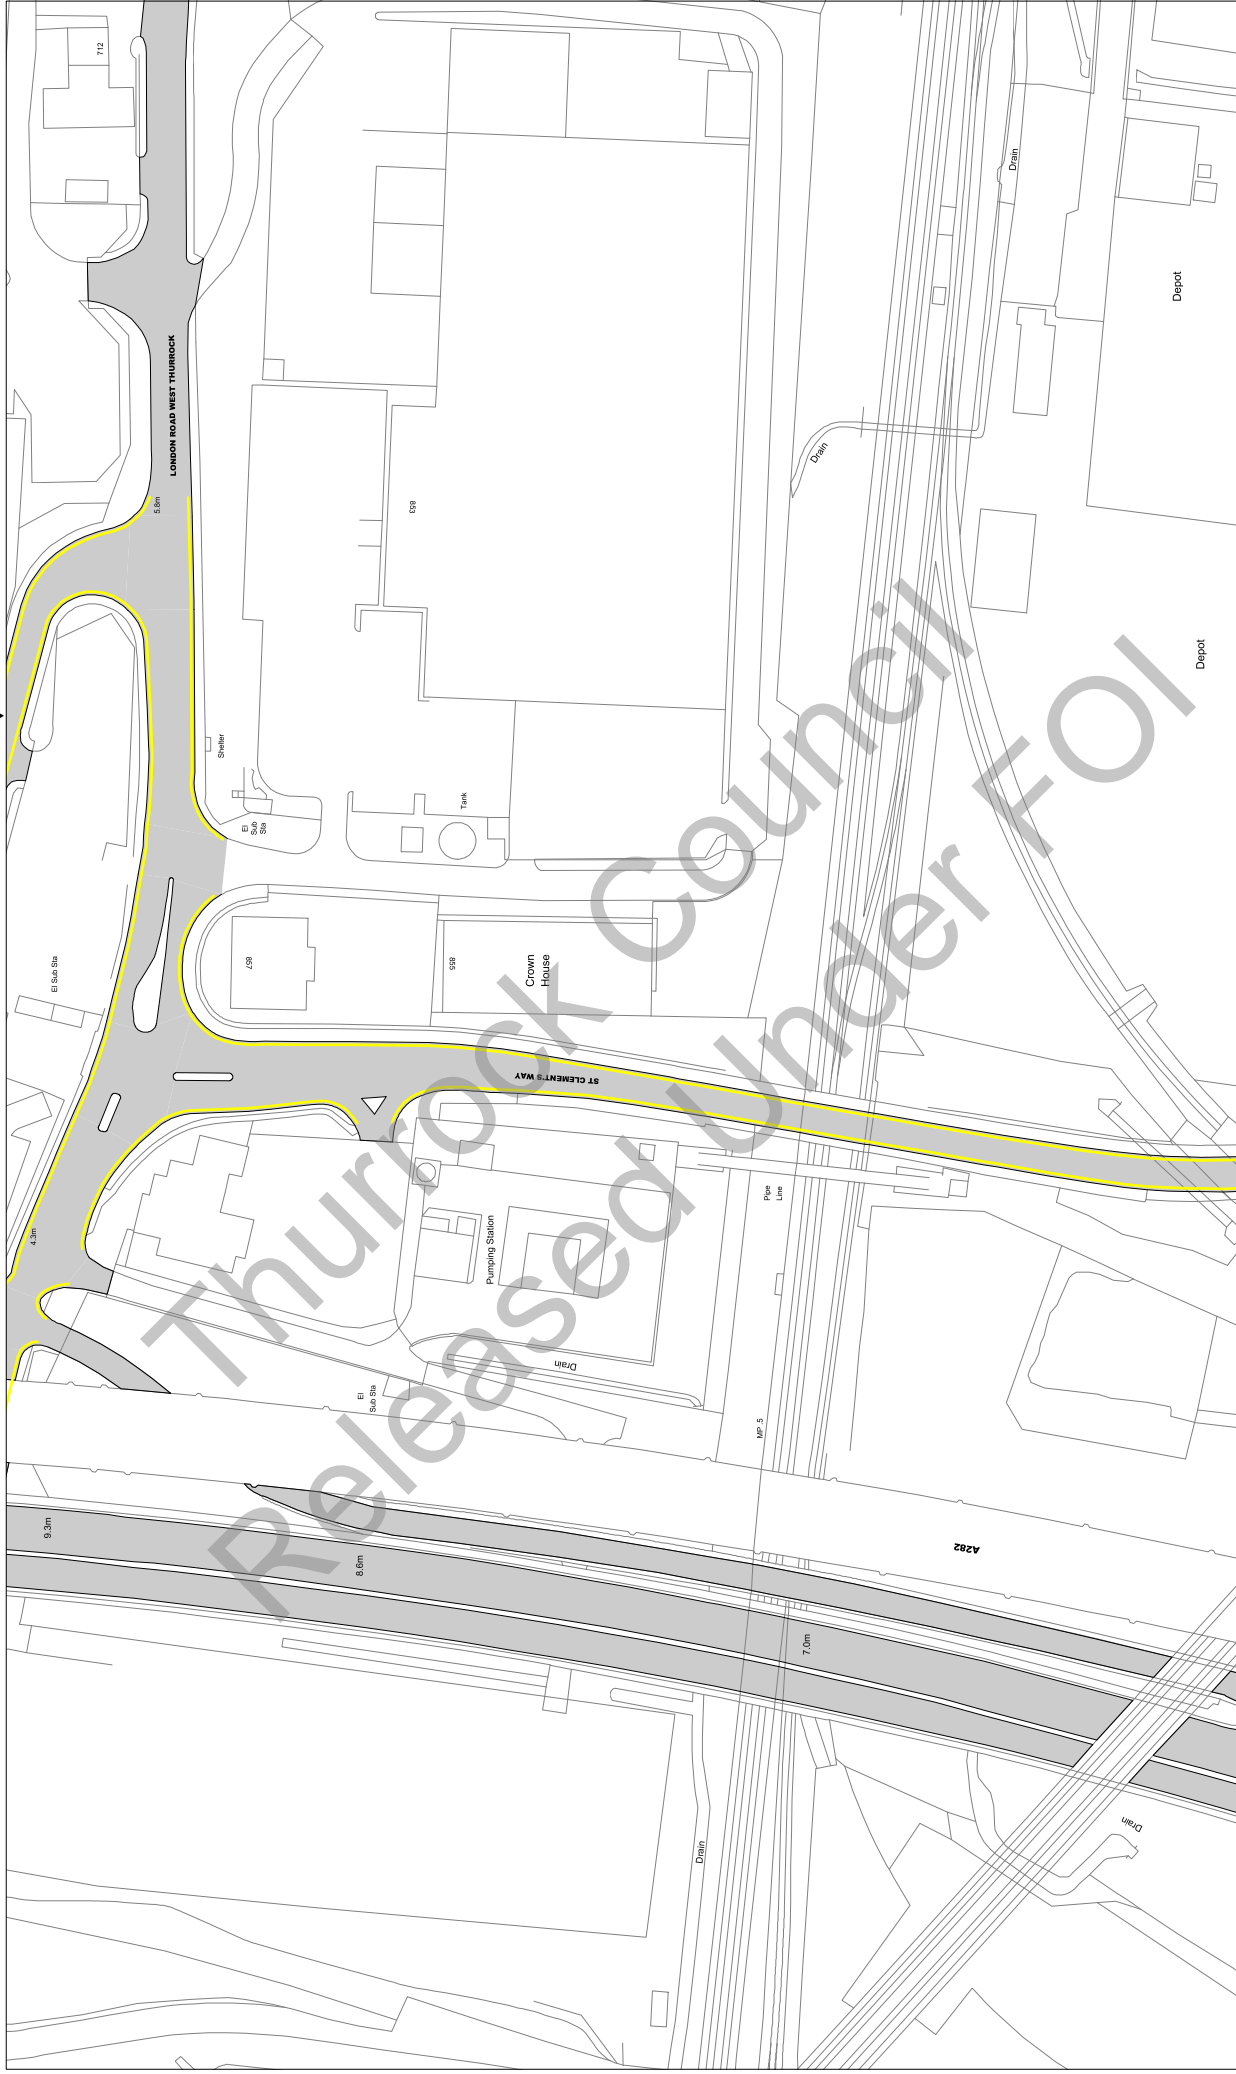 712
LONDON ROAD WEST THURROCK
5.8m
853
Drain
Drain
Depot
Depot
Shelter
El
Sub
Sta
Tank
El Sub Sta
857
855
Crown
House
ST CLEMENT'S WAY
4.3m
Pumping Station
Pipe
Line
Drain
El
Sub Sta
MP .5
9.3m
8.6m
7.0m
A282
Drain
Drain
Thurrock Council
Released Under FOI